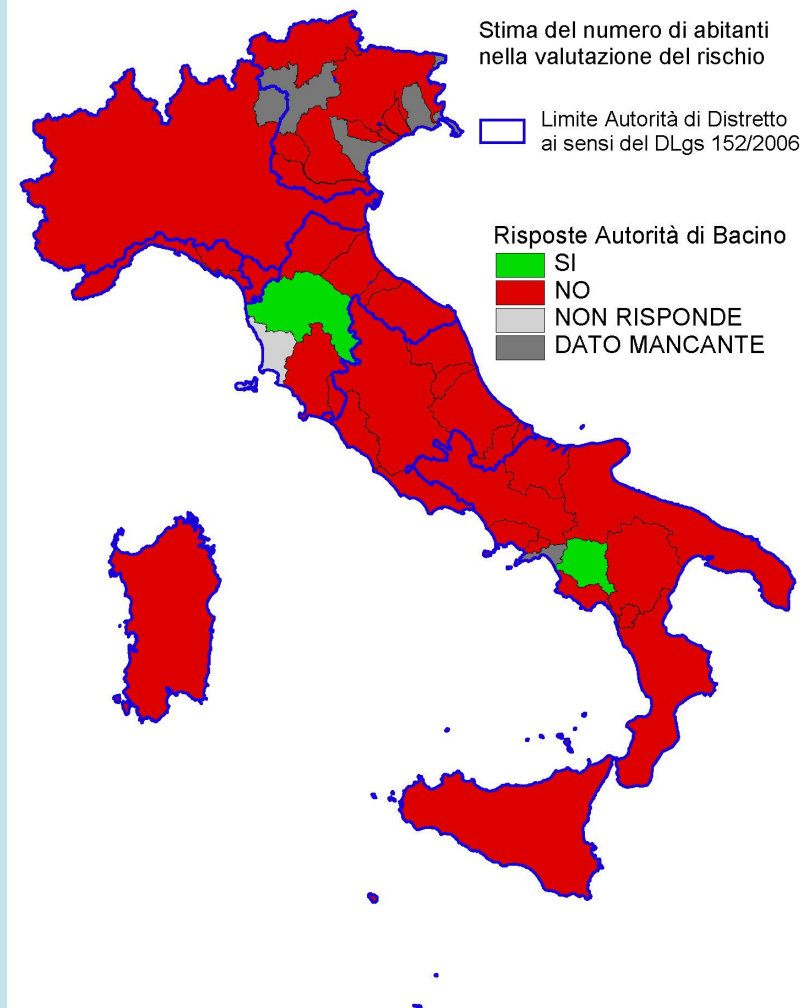 Stima del numero di abitanti
nella valutazione del rischio
Limite Autorità di Distretto
ai sensi del DLgs 152/2006
Risposte Autorità di Bacino
SI
NO
NON RISPONDE
DATO MANCANTE